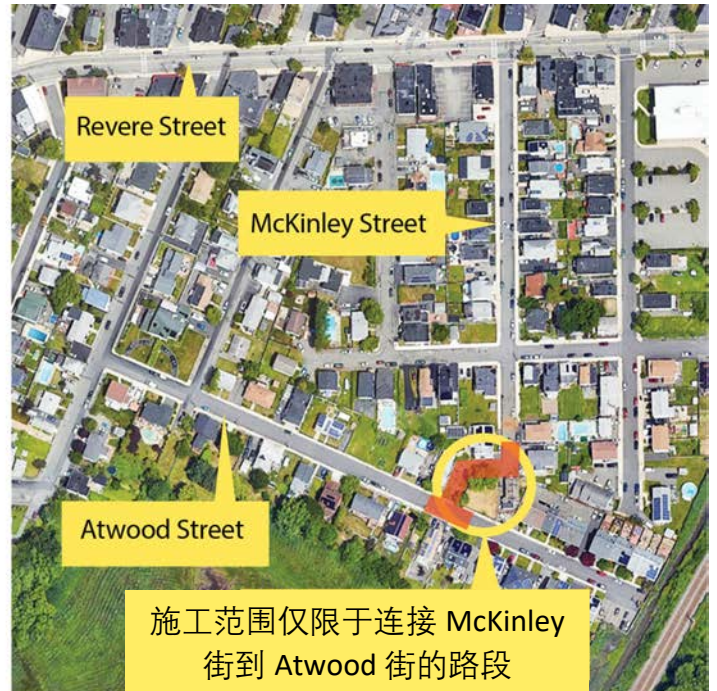 Revere Street
McKinley Street
Atwood Street
施工范围仅限于连接 McKinley
街到 Atwood 街的路段